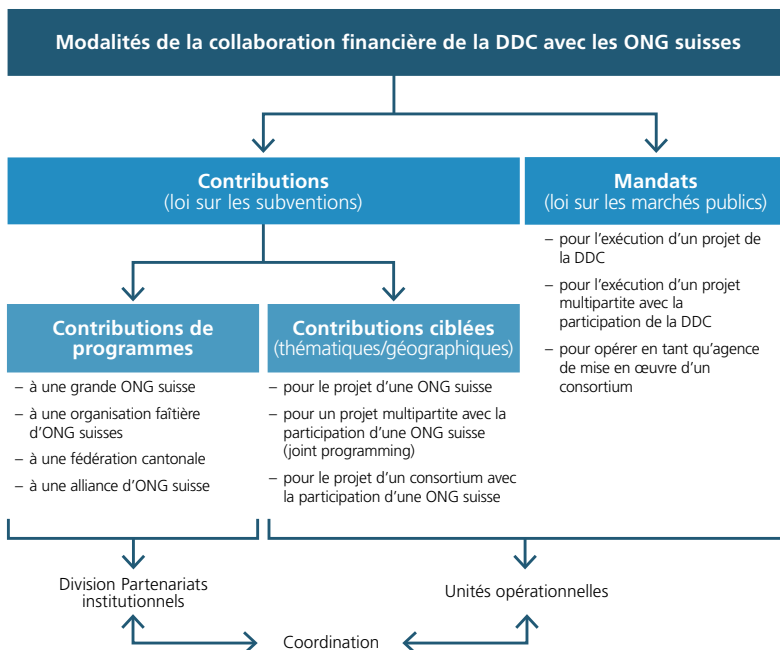 Modalités de la collaboration financière de la DDC avec les ONG suisses
Contributions
(loi sur les subventions)
Mandats
(loi sur les marchés publics)
– pour l'exécution d'un projet de
la DDC
– pour l'exécution d'un projet
multipartite avec la
participation de la DDC
– pour opérer en tant qu'agence
de mise en œuvre d'un
consortium
Contributions de
programmes
– à une grande ONG suisse
– à une organisation faîtière
d'ONG suisses
– à une fédération cantonale
– à une alliance d'ONG suisse
Contributions ciblées
(thématiques/géographiques)
– pour le projet d'une ONG suisse
– pour un projet multipartite avec la
participation d'une ONG suisse
(joint programming)
– pour le projet d'un consortium avec
la participation d'une ONG suisse
Division Partenariats
institutionnels
Unités opérationnelles
Coordination